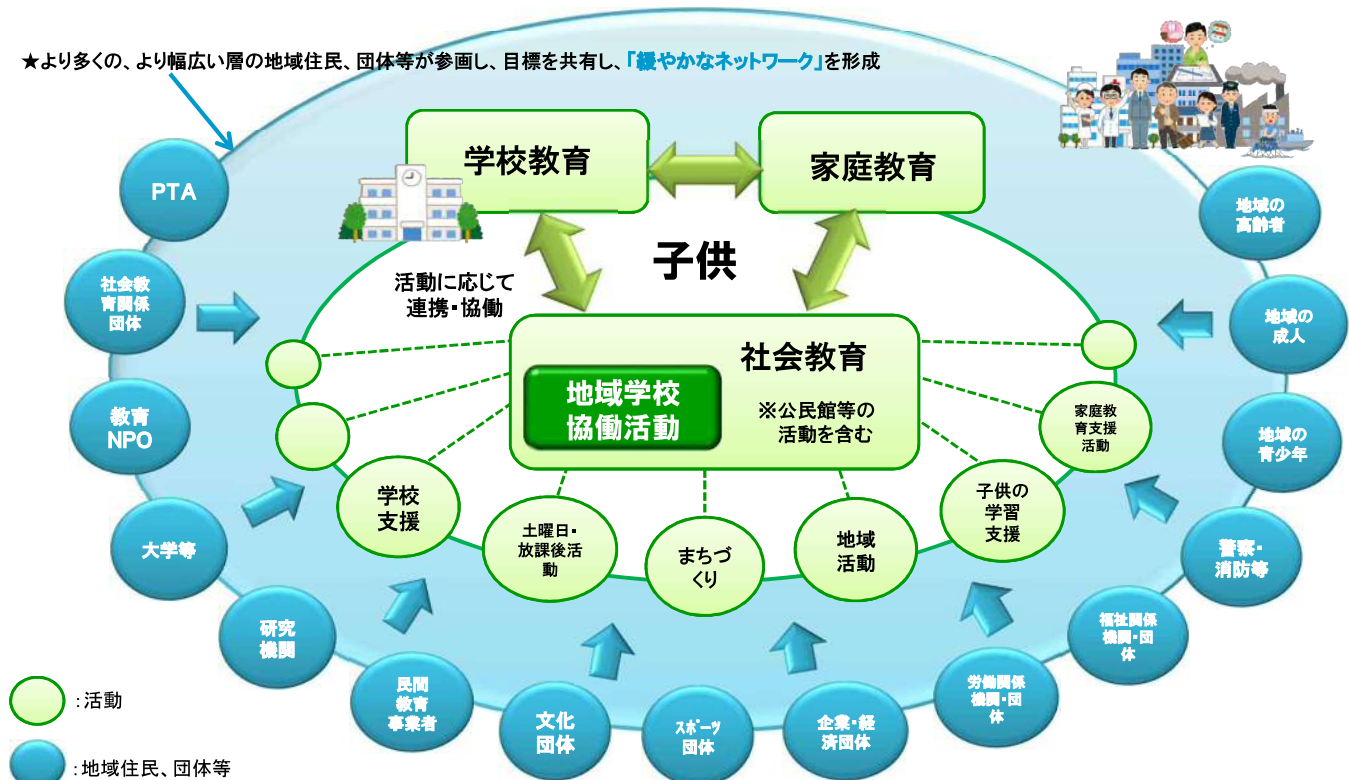 ★より多くの、より幅広い層の地域住民、団体等が参画し、目標を共有し、「緩やかなネットワーク」を形成
学校教育
家庭教育
子供
活動に応じて
連携・協働
社会教育
地域学校
協働活動
※公民館等の
活動を含む
学校
支援
土曜日・
放課後活
動
まちづ
くり
地域
活動
子供の
学習
支援
家庭教
育支援
活動
PTA
社会教
育関係
団体
教育
NPO
大学等
研究
機関
民間
教育
事業者
文化
団体
スポーツ
団体
企業・経
済団体
労働関係
機関・団
体
福祉関係
機関・団
体
警察・
消防等
地域の
青少年
地域の
成人
地域の
高齢者
：活動
：地域住民、団体等